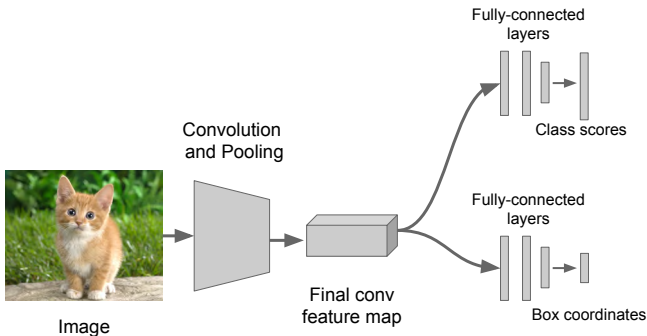 Fully-connected
layers
Class scores
Convolution
and Pooling
Fully-connected
layers
Final conv
feature map
Box coordinates
Image